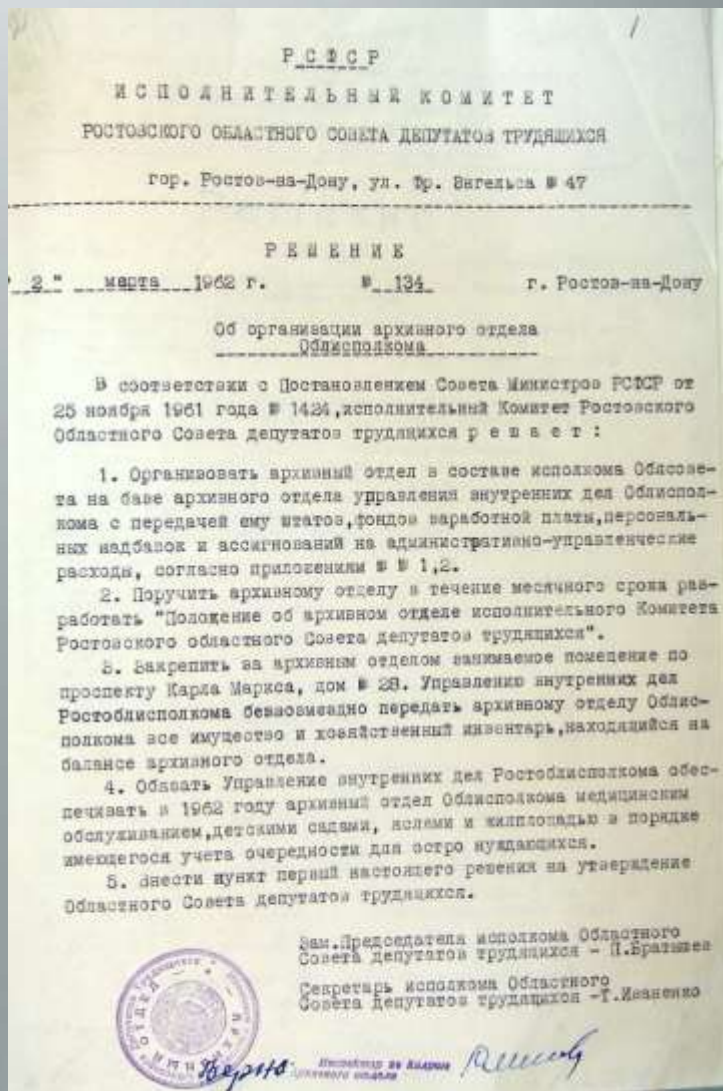 1
Р С Ф С Р
И С П О Л Н И Т Е Л Ь Н Ы Й  К О М И Т Е Т
РОСТОВСКОГО ОБЛАСТНОГО СОВЕТА ДЕПУТАТОВ ТРУДЯЩИХСЯ
гор. Ростов-на-Дону, ул. Фр. Энгельса № 47
Р Е Ш Е Н И Е
" 2 " марта 1962 г. № 134 г. Ростов-на-Дону
Об организации архивного отдела
Облисполкома
В соответствии с Постановлением Совета Министров РСФСР от
25 ноября 1961 года № 1424,исполнительный Комитет Ростовского
Областного Совета депутатов трудящихся р е ш а е т :
1. Организовать архивный отдел в составе исполкома Облсове-
та на базе архивного отдела управления внутренних дел Облиспол-
кома с передачей ему штатов,фондов заработной платы,персональ-
ных надбавок и ассигнований на административно-управленческие
расходы, согласно приложениям № № 1,2.
2. Поручить архивному отделу в течение месячного срока раз-
работать "Положение об архивном отделе исполнительного Комитета
Ростовского областного Совета депутатов трудящихся".
3. Закрепить за архивным отделом занимаемое помещение по
проспекту Карла Маркса, дом № 28. Управлению внутренних дел
Ростоблисполкома безвозмездно передать архивному отделу Облис-
полкома все имущество и хозяйственный инвентарь,находящийся на
балансе архивного отдела.
4. Обязать Управление внутренних дел Ростоблисполкома обес-
печивать в 1962 году архивный отдел Облисполкома медицинским
обслуживанием,детскими садами, яслями и жилплощадью в порядке
имеющегося учета очередности для остро нуждающихся.
5. Внести пункт первый настоящего решения на утверждение
Областного Совета депутатов трудящихся.
Зам.Председателя исполкома Областного
Совета депутатов трудящихся - П.Братышев
Секретарь исполкома Областного
Совета депутатов трудящихся -Т.Иваненко
АРХИВНЫЙ ОТДЕЛ
Верно:
Инспектор по кадрам
Архивного отдела